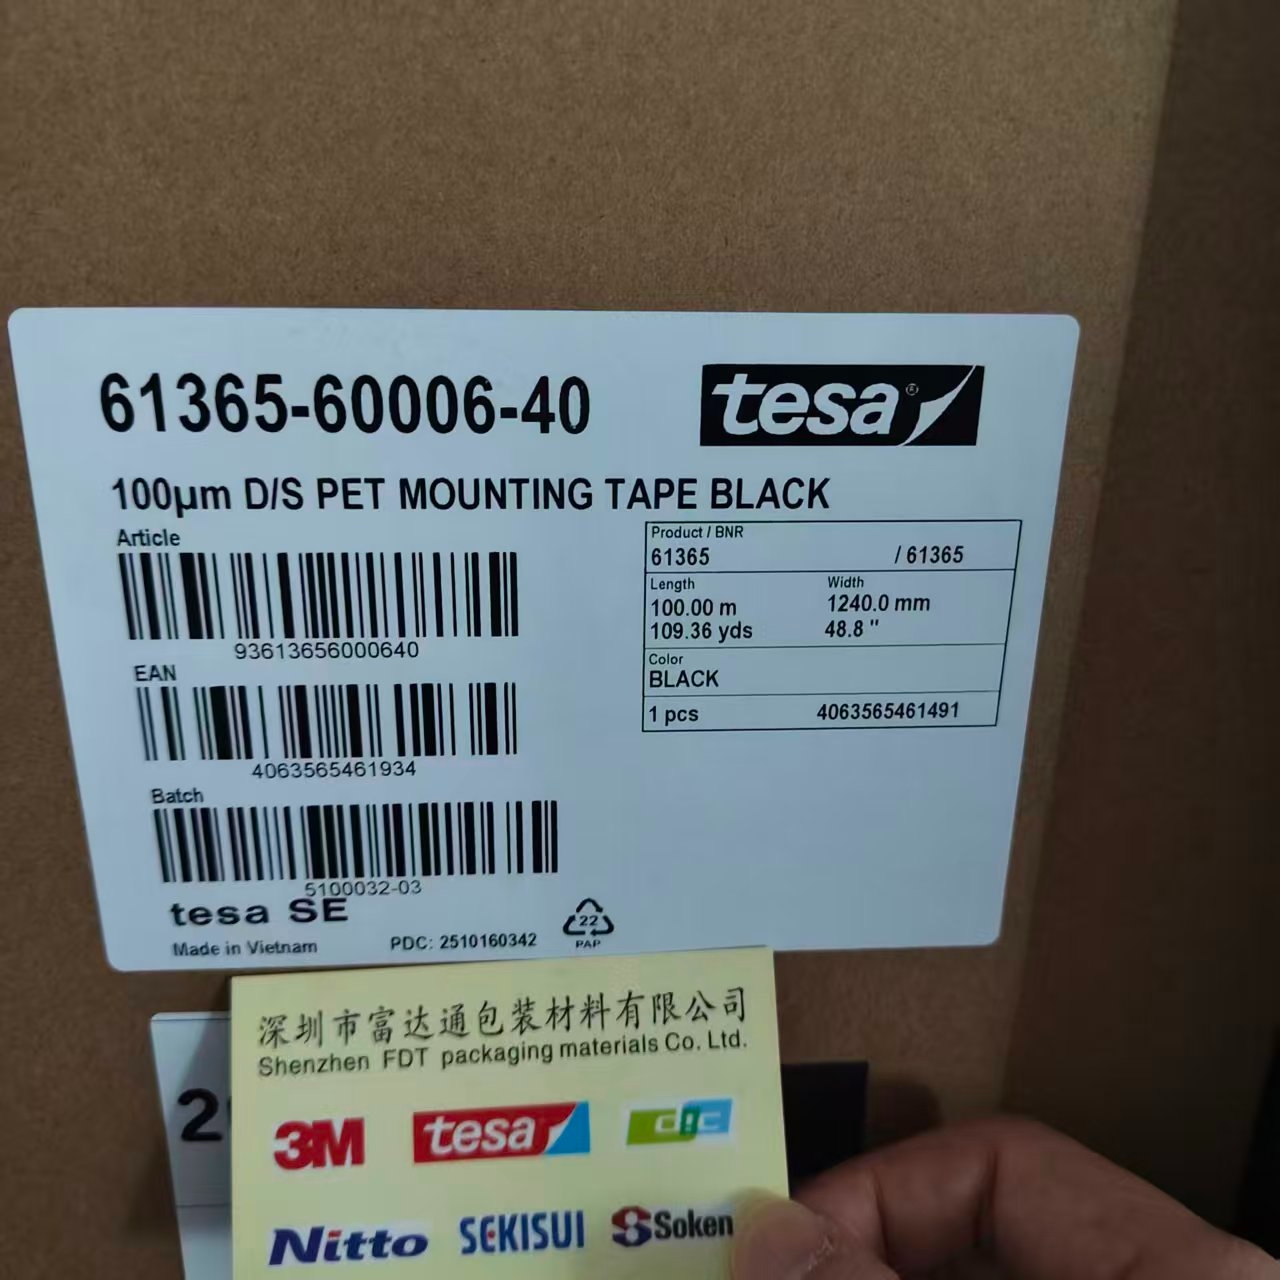 61365-60006-40
tesa®
100µm D/S PET MOUNTING TAPE BLACK
Article
93613656000640
EAN
4063565461934
Batch
5100032-03
tesa SE
Made in Vietnam
PDC: 2510160342
22
PAP
Product / BNR
61365 / 61365
Length Width
100.00 m 1240.0 mm
109.36 yds 48.8 "
Color
BLACK
1 pcs 4063565461491
深圳市富达通包装材料有限公司
Shenzhen FDT packaging materials Co. Ltd.
3M tesa dic
Nitto SEKISUI Soken
2